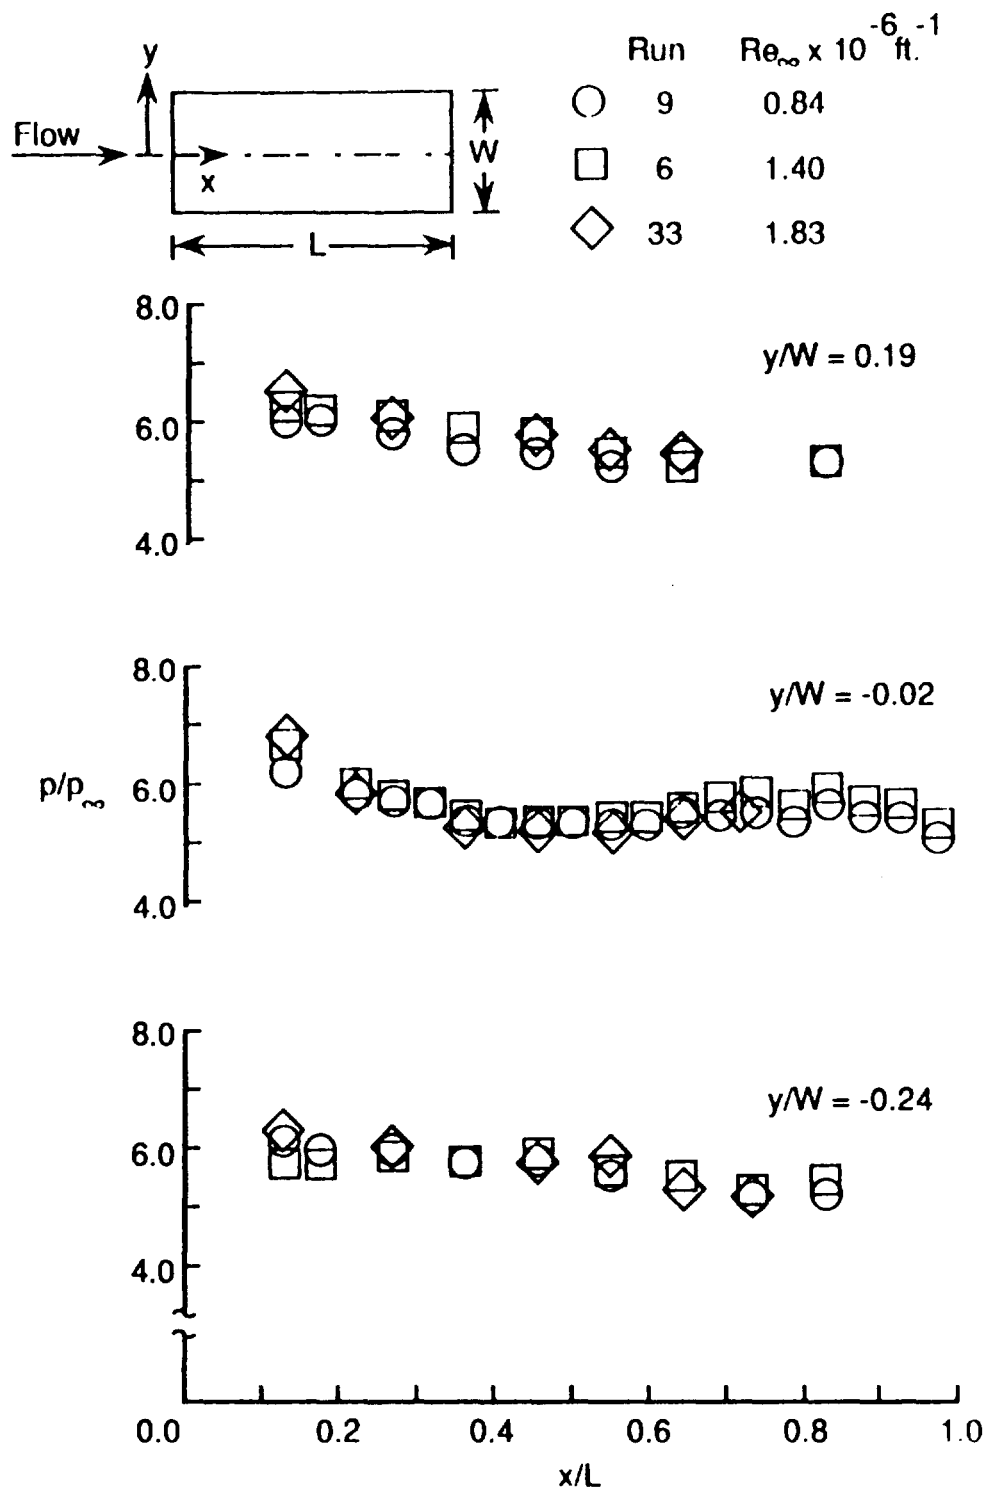 Run Re∞ x 10-6 ft.-1
9 0.84
6 1.40
33 1.83
y
Flow
x
W
L
8.0
6.0
4.0
y/W = 0.19
8.0
6.0
4.0
y/W = -0.02
p/p3
8.0
6.0
4.0
y/W = -0.24
0.0 0.2 0.4 0.6 0.8 1.0
x/L